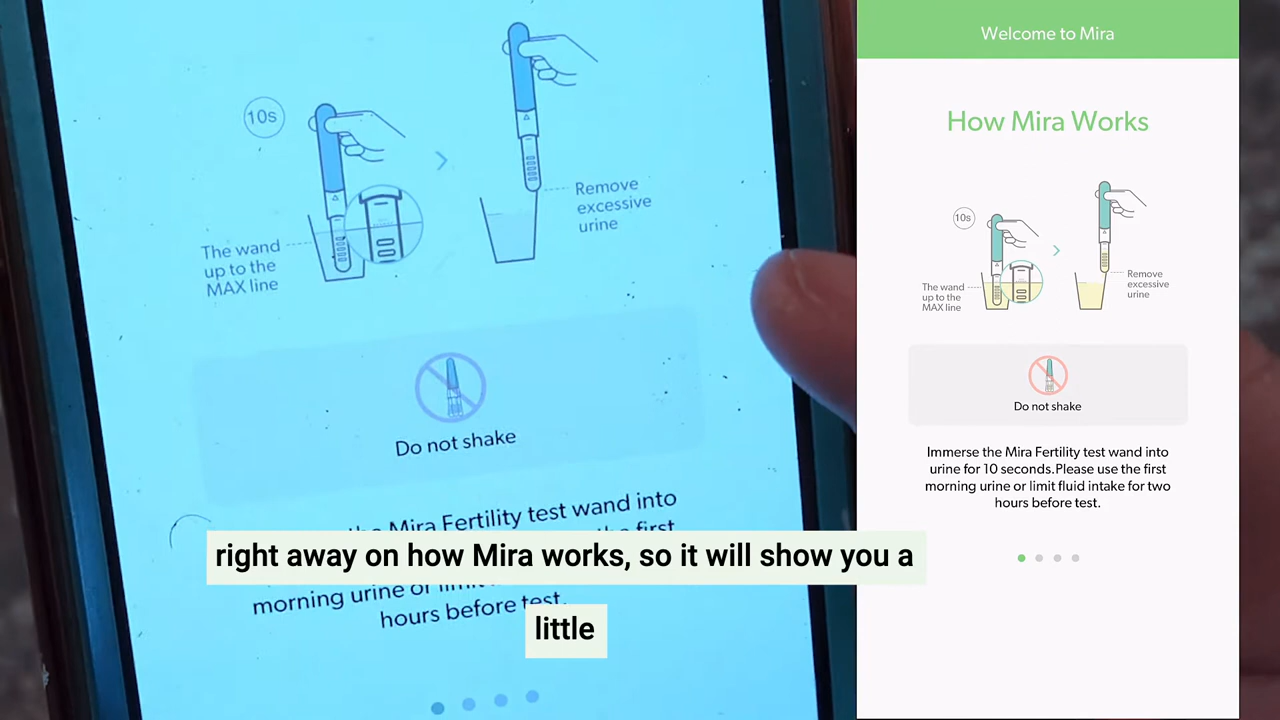 10s
Remove
excessive
urine
The wand
up to the
MAX line
Do not shake
the Mira Fertility test wand into
the first
morning urine or limit
hours before test.
right away on how Mira works, so it will show you a
little
Welcome to Mira
How Mira Works
10s
The wand
up to the
MAX line
Remove
excessive
urine
Do not shake
Immerse the Mira Fertility test wand into
urine for 10 seconds.Please use the first
morning urine or limit fluid intake for two
hours before test.